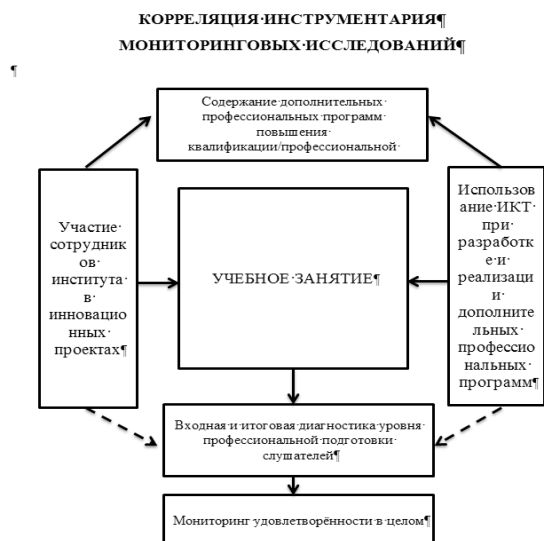 КОРРЕЛЯЦИЯ·ИНСТРУМЕНТАРИЯ¶
МОНИТОРИНГОВЫХ·ИССЛЕДОВАНИЙ¶
¶
Содержание·дополнительных·
профессиональных·программ·
повышения·
квалификации/профессиональной·
Участие·
сотрудник
ов·
института·
в·
инновацио
нных·
проектах¶
УЧЕБНОЕ·ЗАНЯТИЕ¶
Использов
ание·ИКТ·
при·
разработк
е·и·
реализаци
и·
дополните
льных·
профессио
нальных·
программ¶
Входная·и·итоговая·диагностика·уровня·
профессиональной·подготовки·
слушателей¶
Мониторинг·удовлетворённости·в·целом¶